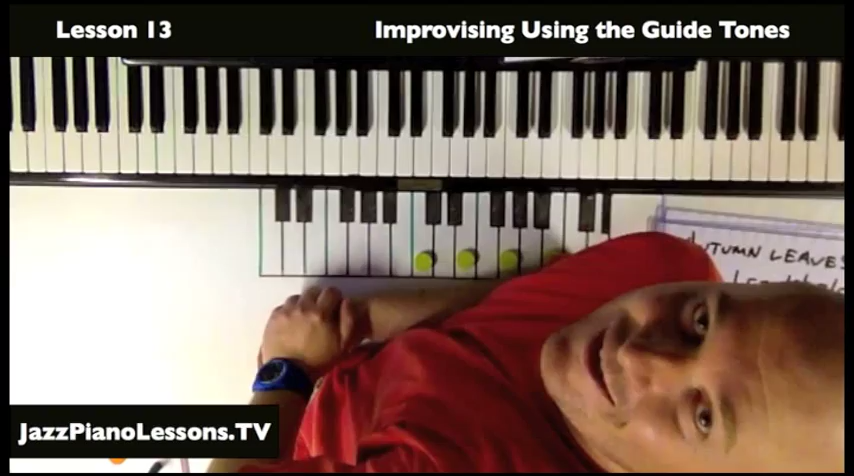 Lesson 13
Improvising Using the Guide Tones
AUTUMN LEAVES
JazzPianoLessons.TV